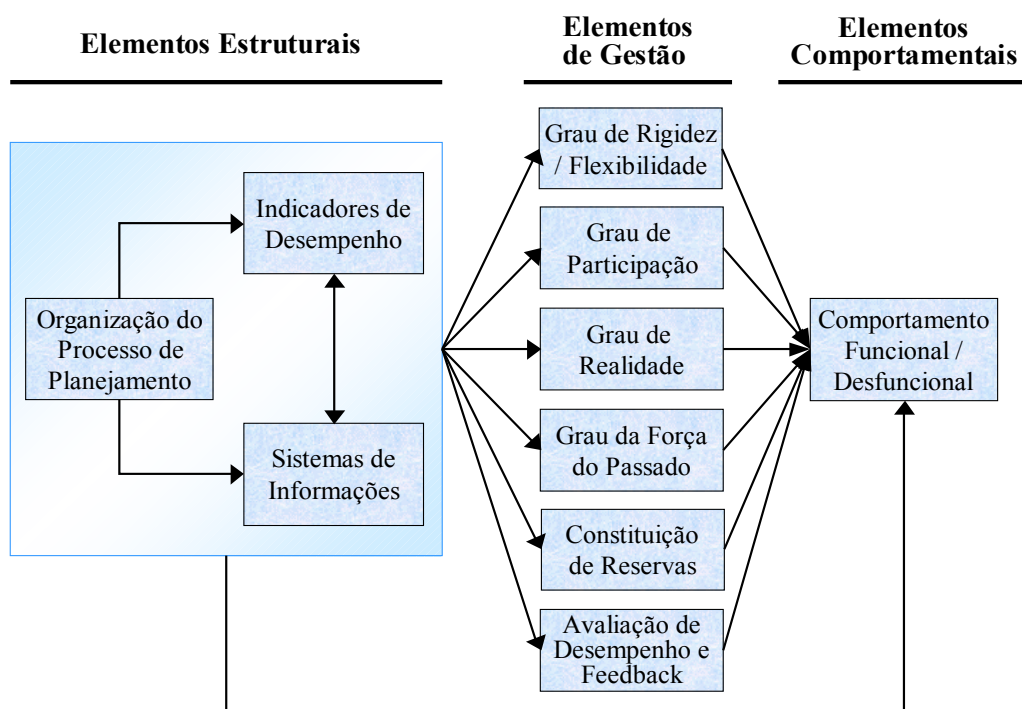 Elementos Estruturais
Elementos
de Gestão
Elementos
Comportamentais
Organização do
Processo de
Planejamento
Indicadores de
Desempenho
Sistemas de
Informações
Grau de Rigidez
/ Flexibilidade
Grau de
Participação
Grau de
Realidade
Grau da Força
do Passado
Constituição
de Reservas
Avaliação de
Desempenho e
Feedback
Comportamento
Funcional /
Desfuncional